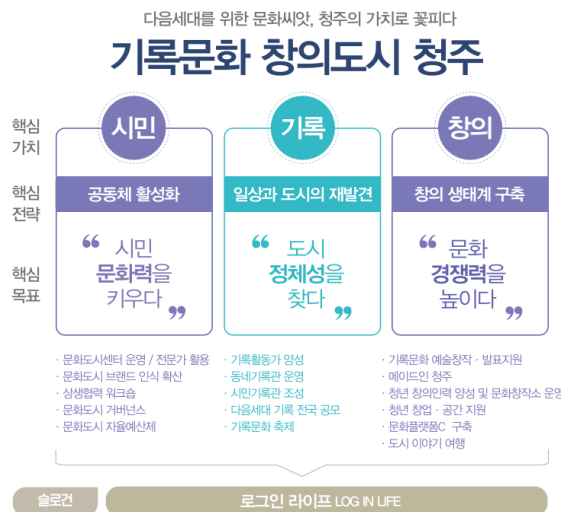 다음세대를 위한 문화씨앗, 청주의 가치로 꽃피다
기록문화 창의도시 청주
핵심
가치
시민
기록
창의
핵심
전략
공동체 활성화
일상과 도시의 재발견
창의 생태계 구축
핵심
목표
“ 시민
문화력을
키우다 ”
“ 도시
정체성을
찾다 ”
“ 문화
경쟁력을
높이다 ”
· 문화도시센터 운영 / 전문가 활용
· 문화도시 브랜드 인식 확산
· 상생협력 워크숍
· 문화도시 거버넌스
· 문화도시 자율예산제
· 기록활동가 양성
· 동네기록관 운영
· 시민기록관 조성
· 다음세대 기록 전국 공모
· 기록문화 축제
· 기록문화 예술창작 · 발표지원
· 메이드인 청주
· 청년 창의인력 양성 및 문화창작소 운영
· 청년 창업 · 공간 지원
· 문화플랫폼C 구축
· 도시 이야기 여행
슬로건
로그인 라이프 LOG IN LIFE